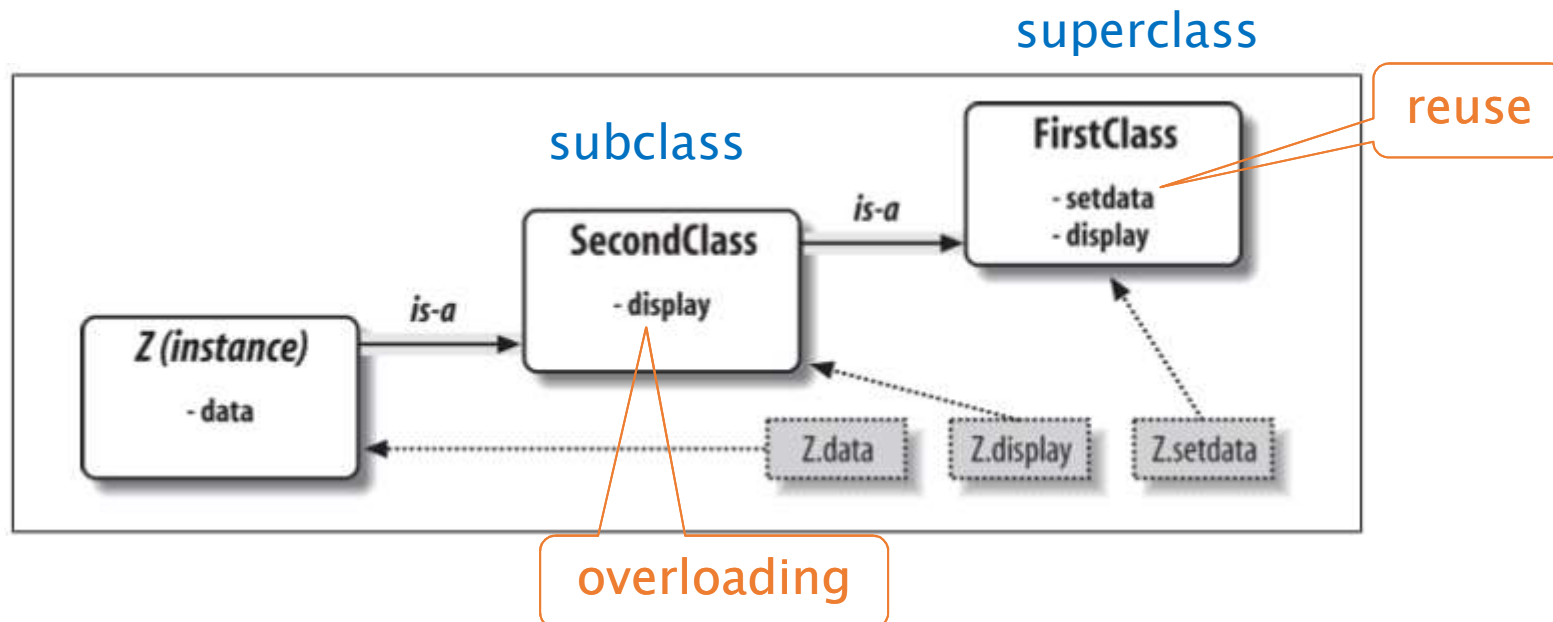 superclass
reuse
FirstClass
- setdata
- display
subclass
is-a
SecondClass
- display
is-a
Z (instance)
- data
Z.data
Z.display
Z.setdata
overloading